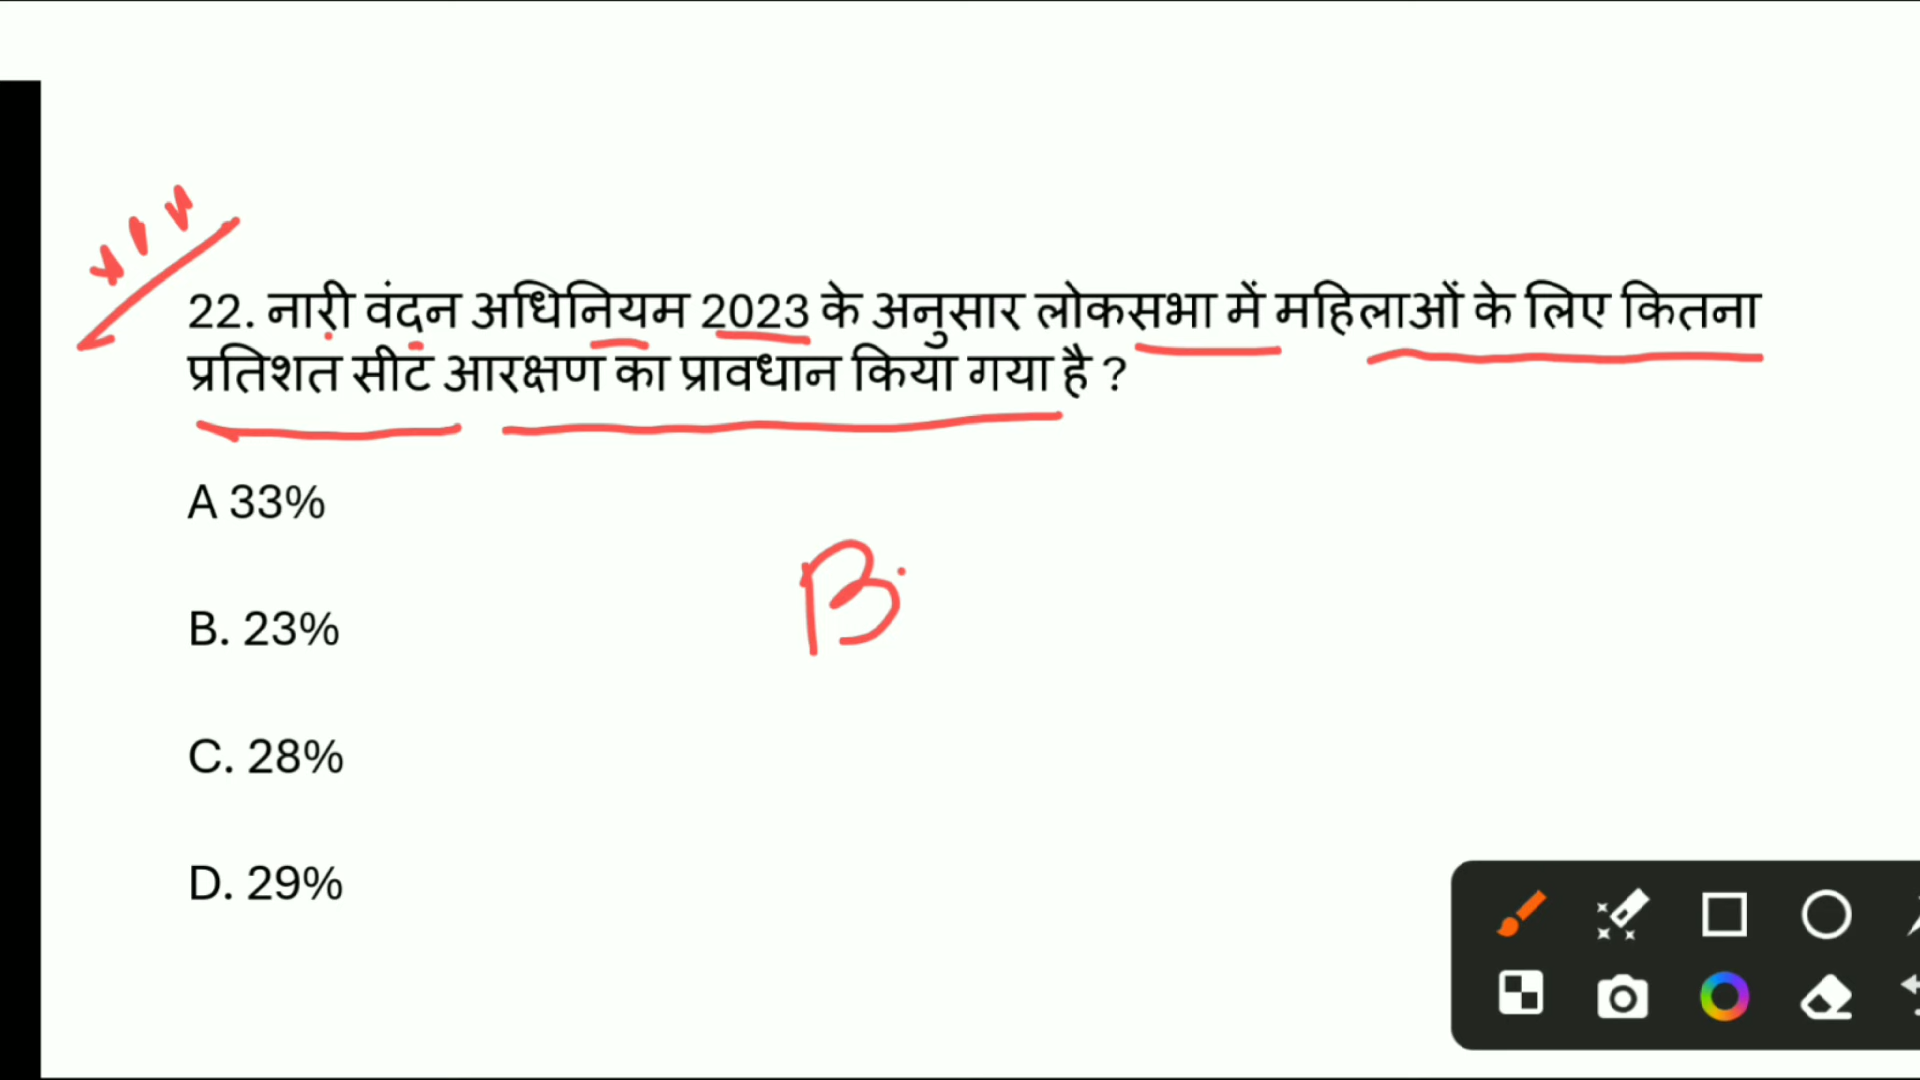 22. नारी वंदन अधिनियम 2023 के अनुसार लोकसभा में महिलाओं के लिए कितना
प्रतिशत सीट आरक्षण का प्रावधान किया गया है ?
A 33%
B
B. 23%
C. 28%
D. 29%